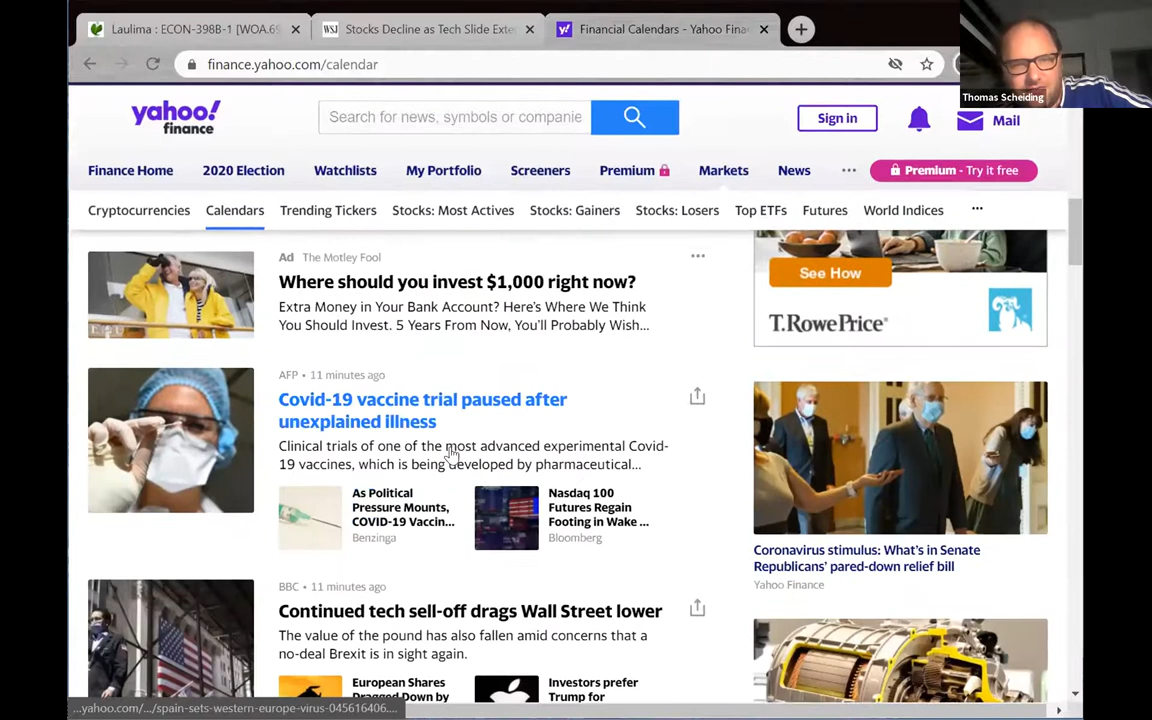 Laulima : ECON-398B-1 [WOA.69
WSJ
Stocks Decline as Tech Slide Exte
y!
Financial Calendars - Yahoo Fina
finance.yahoo.com/calendar
Thomas Scheiding
yahoo!
finance
Search for news, symbols or companie
Sign in
Mail
Finance Home
2020 Election
Watchlists
My Portfolio
Screeners
Premium
Markets
News
Premium - Try it free
Cryptocurrencies
Calendars
Trending Tickers
Stocks: Most Actives
Stocks: Gainers
Stocks: Losers
Top ETFs
Futures
World Indices
Ad The Motley Fool
Where should you invest $1,000 right now?
Extra Money in Your Bank Account? Here's Where We Think
You Should Invest. 5 Years From Now, You'll Probably Wish...
See How
T.RowePrice
AFP • 11 minutes ago
Covid-19 vaccine trial paused after
unexplained illness
Clinical trials of one of the most advanced experimental Covid-
19 vaccines, which is being developed by pharmaceutical...
As Political
Pressure Mounts,
COVID-19 Vaccin...
Benzinga
Nasdaq 100
Futures Regain
Footing in Wake ...
Bloomberg
Coronavirus stimulus: What's in Senate
Republicans' pared-down relief bill
Yahoo Finance
BBC • 11 minutes ago
Continued tech sell-off drags Wall Street lower
The value of the pound has also fallen amid concerns that a
no-deal Brexit is in sight again.
European Shares
Dragged Down by
Investors prefer
Trump for
...yahoo.com/.../spain-sets-western-europe-virus-045616406....